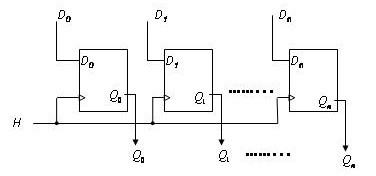 D0 D1 Dn
D0 D1 Dn
Q0 Q1 ......... Qn
H
Q0 Q1 ......... Qn